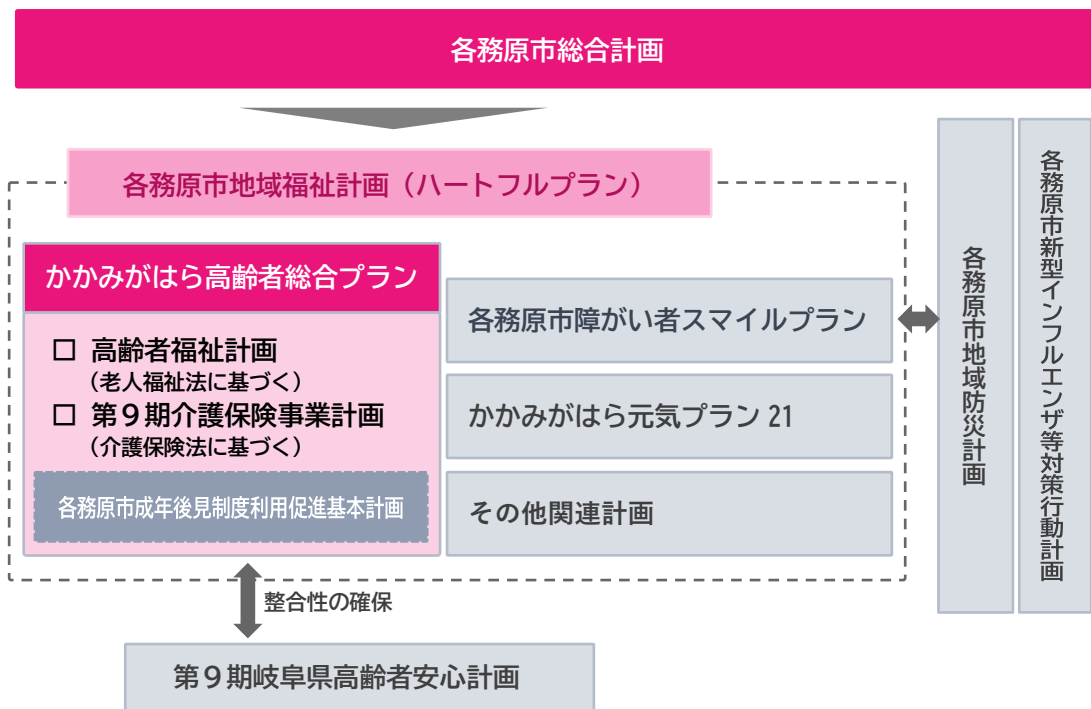 各務原市総合計画
各務原市地域福祉計画（ハートフルプラン）
かかみがはら高齢者総合プラン
□ 高齢者福祉計画
（老人福祉法に基づく）
□ 第９期介護保険事業計画
（介護保険法に基づく）
各務原市成年後見制度利用促進基本計画
各務原市障がい者スマイルプラン
かかみがはら元気プラン 21
その他関連計画
各務原市地域防災計画
各務原市新型インフルエンザ等対策行動計画
整合性の確保
第９期岐阜県高齢者安心計画